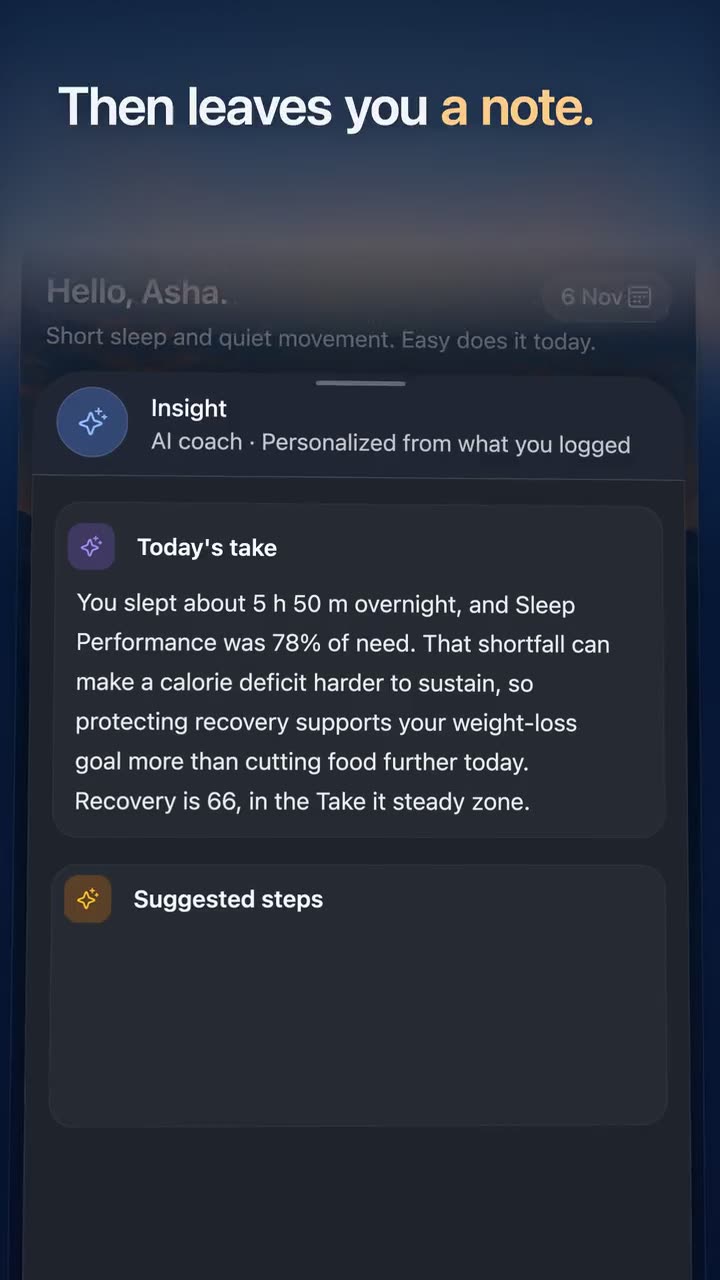 Then leaves you a note.
Hello, Asha.
6 Nov
Short sleep and quiet movement. Easy does it today.
Insight
AI coach · Personalized from what you logged
Today's take
You slept about 5 h 50 m overnight, and Sleep
Performance was 78% of need. That shortfall can
make a calorie deficit harder to sustain, so
protecting recovery supports your weight-loss
goal more than cutting food further today.
Recovery is 66, in the Take it steady zone.
Suggested steps